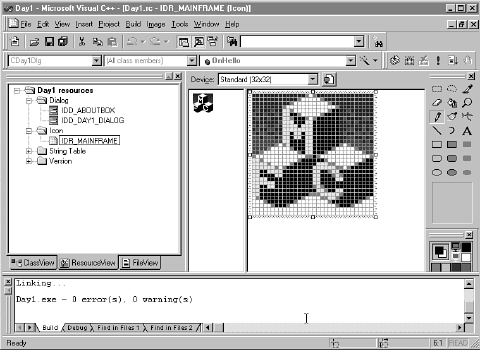 Day1 - Microsoft Visual C++ - [Day1.rc - IDR_MAINFRAME (Icon)]
File Edit View Insert Project Build Image Tools Window Help
CDay1Dlg (All class members) OnHello
Day1 resources
Dialog
IDD_ABOUTBOX
IDD_DAY1_DIALOG
Icon
IDR_MAINFRAME
String Table
Version
ClassView ResourceView FileView
Device: Standard (32x32)
Linking...
Day1.exe - 0 error(s), 0 warning(s)
Build Debug Find in Files 1 Find in Files 2
Ready 6:1 READ